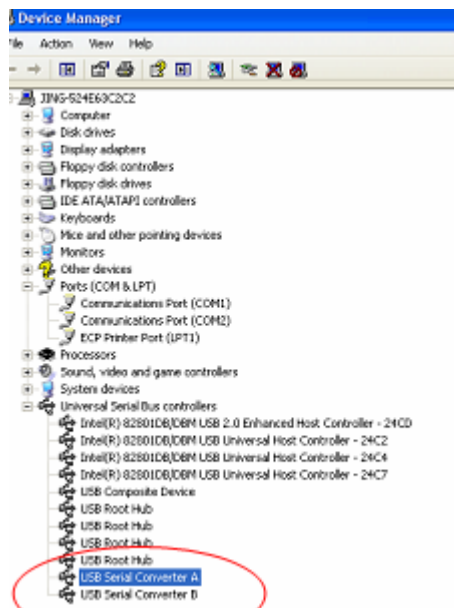 Device Manager
File Action View Help
JING-524E63C2C2
Computer
Disk drives
Display adapters
Floppy disk controllers
Floppy disk drives
IDE ATA/ATAPI controllers
Keyboards
Mice and other pointing devices
Monitors
Other devices
Ports (COM & LPT)
Communications Port (COM1)
Communications Port (COM2)
ECP Printer Port (LPT1)
Processors
Sound, video and game controllers
System devices
Universal Serial Bus controllers
Intel(R) 82801DB/DBM USB 2.0 Enhanced Host Controller - 24CD
Intel(R) 82801DB/DBM USB Universal Host Controller - 24C2
Intel(R) 82801DB/DBM USB Universal Host Controller - 24C4
Intel(R) 82801DB/DBM USB Universal Host Controller - 24C7
USB Composite Device
USB Root Hub
USB Root Hub
USB Root Hub
USB Root Hub
USB Serial Converter A
USB Serial Converter B